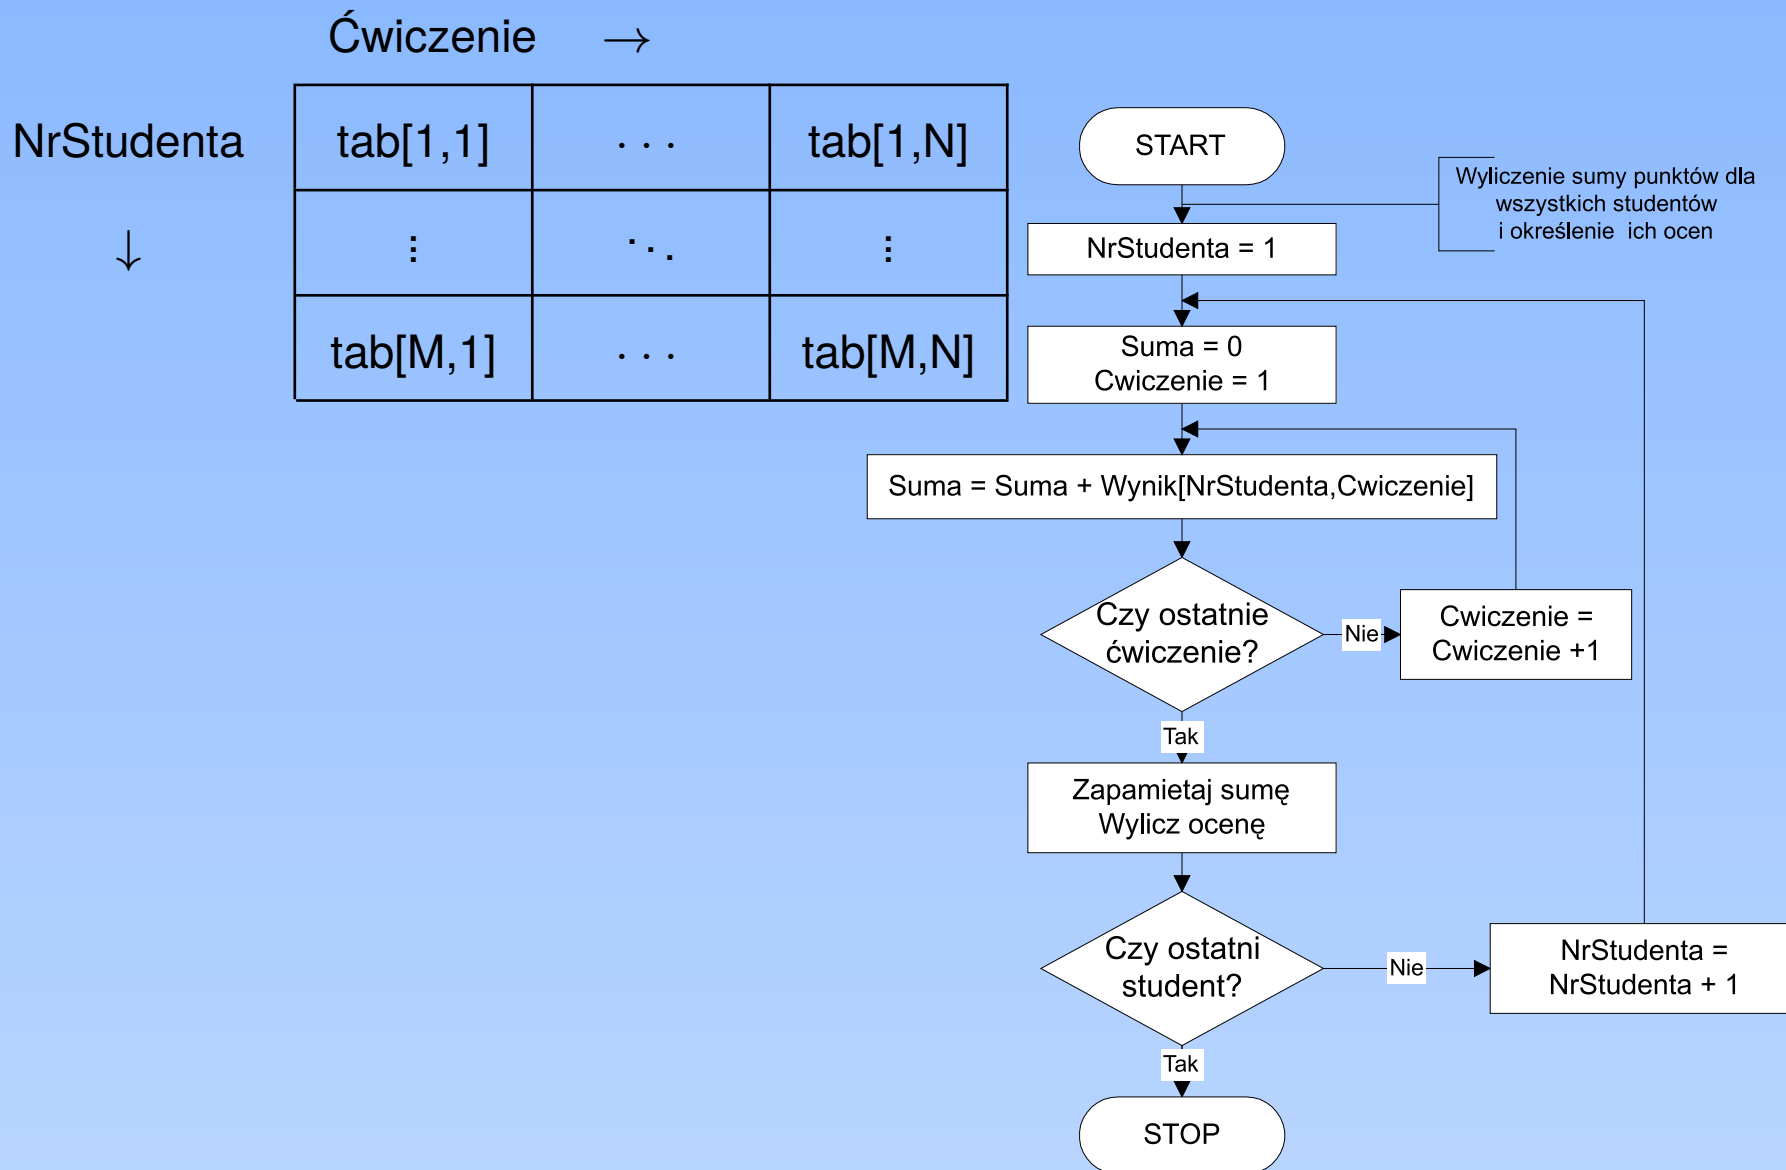 Ćwiczenie →
NrStudenta ↓
tab[1,1] · · · tab[1,N]
⋮ ⋱ ⋮
tab[M,1] · · · tab[M,N]
START
Wyliczenie sumy punktów dla
wszystkich studentów
i określenie ich ocen
NrStudenta = 1
Suma = 0
Cwiczenie = 1
Suma = Suma + Wynik[NrStudenta,Cwiczenie]
Czy ostatnie
ćwiczenie?
Nie
Cwiczenie =
Cwiczenie +1
Tak
Zapamietaj sumę
Wylicz ocenę
Czy ostatni
student?
Nie
NrStudenta =
NrStudenta + 1
Tak
STOP